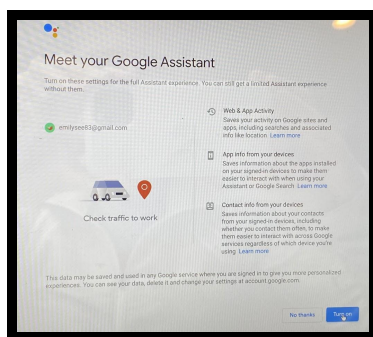 Meet your Google Assistant
Turn on these settings for the full Assistant experience. You can still get a limited Assistant experience
without them.
emilysee83@gmail.com
Check traffic to work
Web & App Activity
Saves your activity on Google sites and
apps, including searches and associated
info like location Learn more
App info from your devices
Saves information about the apps installed
on your signed-in devices to make them
easier to interact with when using your
Assistant or Google Search Learn more
Contact info from your devices
Saves information about your contacts
from your signed-in devices, including
whether you contact them often, to make
them easier to interact with across Google
services regardless of which device you're
using Learn more
This data may be saved and used in any Google service where you are signed in to give you more personalized
experiences. You can see your data, delete it and change your settings at account.google.com.
No thanks
Turn on